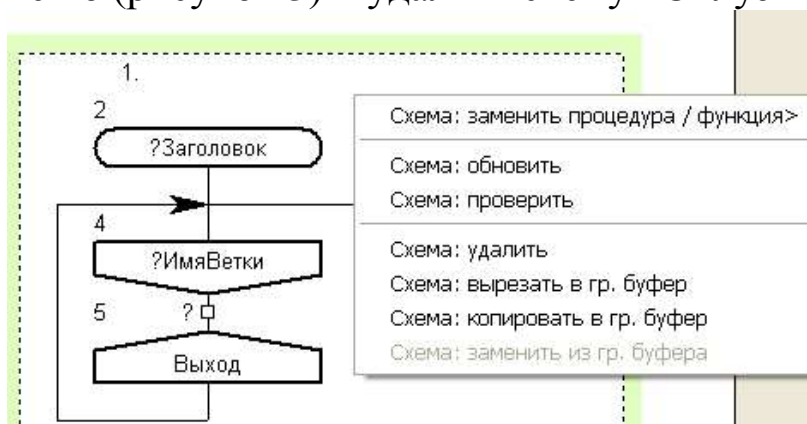 1.
2
?Заголовок
4
?ИмяВетки
5
?
Выход
Схема: заменить процедура / функция>
Схема: обновить
Схема: проверить
Схема: удалить
Схема: вырезать в гр. буфер
Схема: копировать в гр. буфер
Схема: заменить из гр. буфера